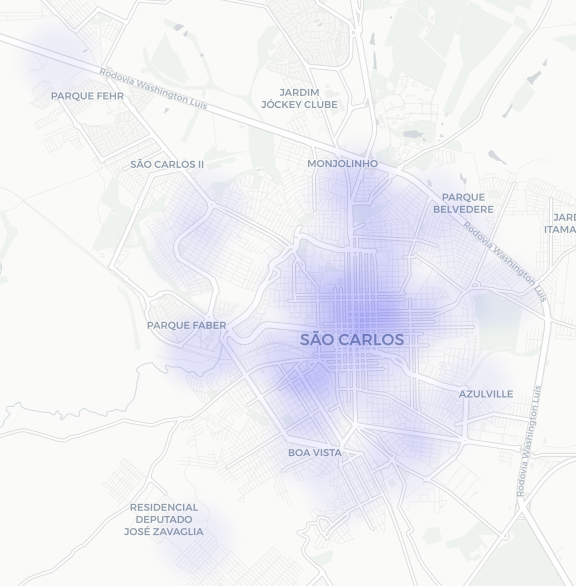 Rodovia Washington Luís
PARQUE FEHR
JARDIM
JÓCKEY CLUBE
SÃO CARLOS II
MONJOLINHO
PARQUE
BELVEDERE
JARD
ITAMA
Rodovia Washington Luís
PARQUE FABER
SÃO CARLOS
AZULVILLE
Rodovia Washington Luís
BOA VISTA
RESIDENCIAL
DEPUTADO
JOSÉ ZAVAGLIA